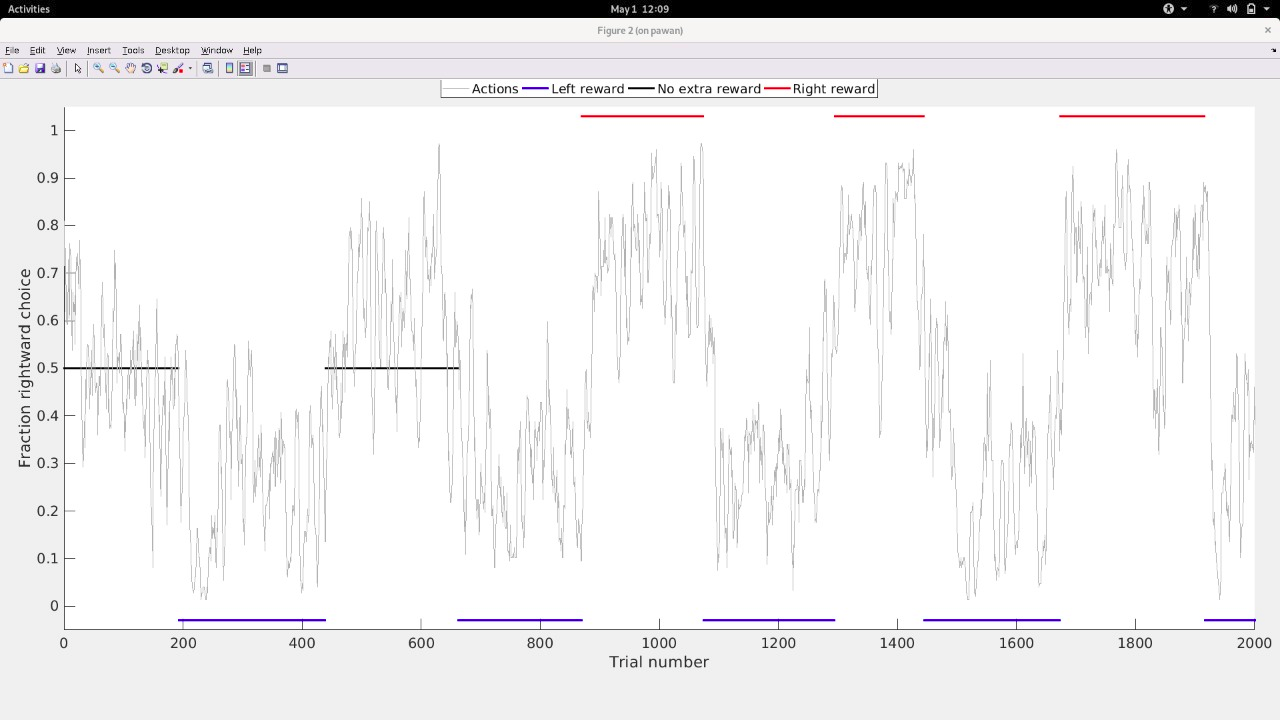 Activities May 1 12:09
Figure 2 (on pawan)
File Edit View Insert Tools Desktop Window Help
Actions Left reward No extra reward Right reward
1
0.9
0.8
0.7
0.6
0.5
0.4
0.3
0.2
0.1
0
Fraction rightward choice
0 200 400 600 800 1000 1200 1400 1600 1800 2000
Trial number